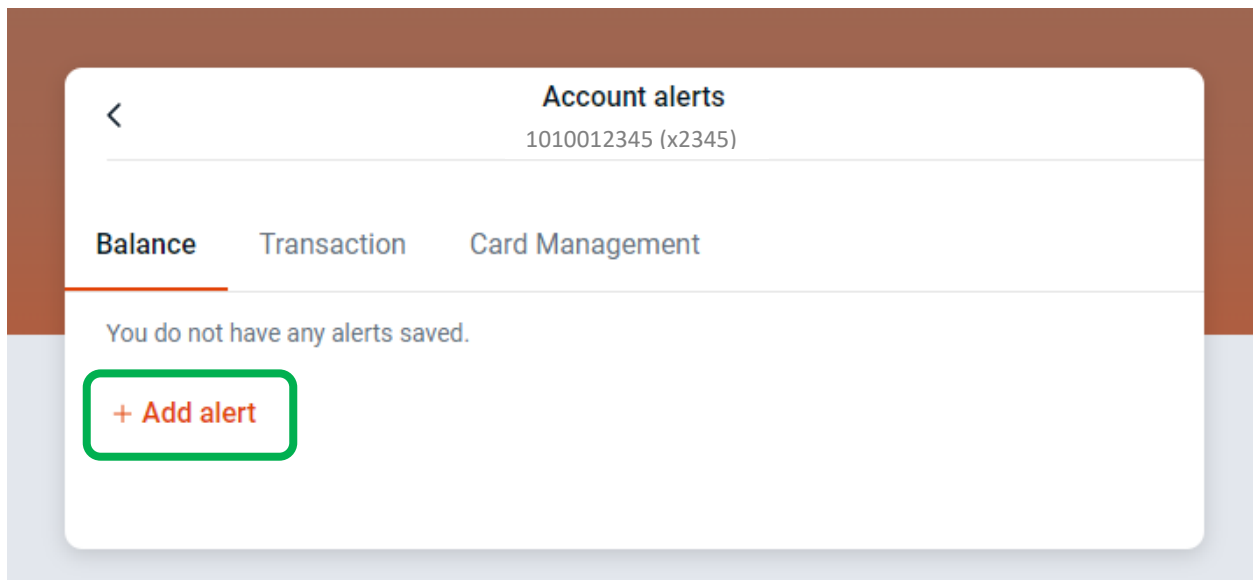 Account alerts
1010012345 (x2345)
Balance Transaction Card Management
You do not have any alerts saved.
+ Add alert